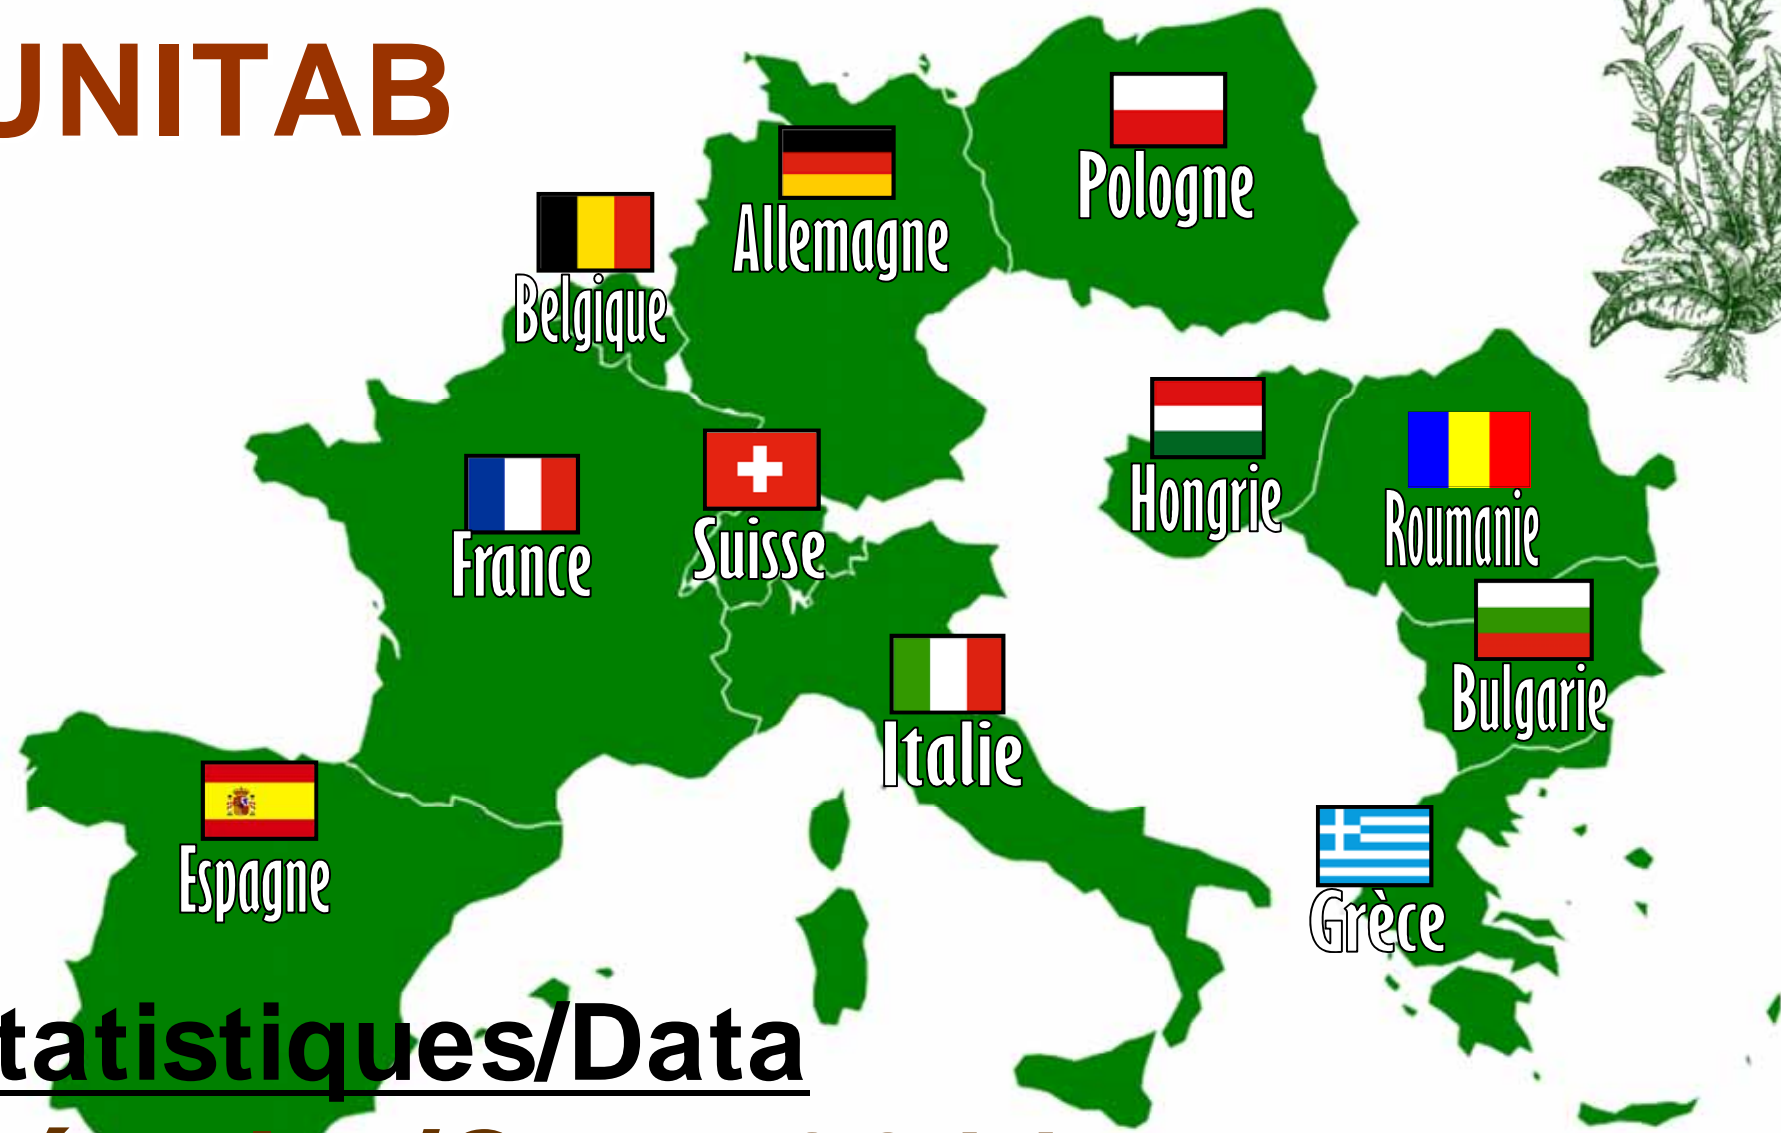 UNITAB
Pologne
Allemagne
Belgique
Hongrie
Roumanie
France
Suisse
Bulgarie
Italie
Espagne
Grèce
tatistiques/Data